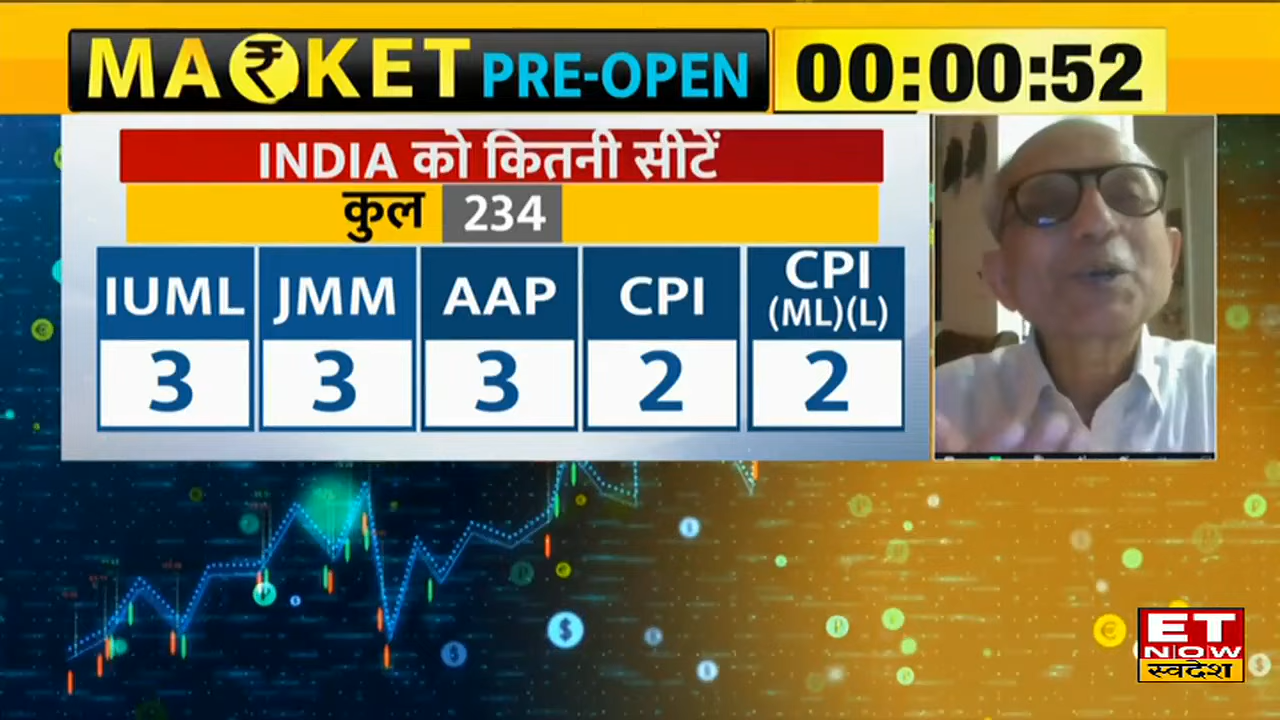 MA₹KET PRE-OPEN
00:00:52
INDIA को कितनी सीटें
कुल 234
IUML JMM AAP CPI CPI (ML)(L)
3 3 3 2 2
ET
NOW
स्वदेश